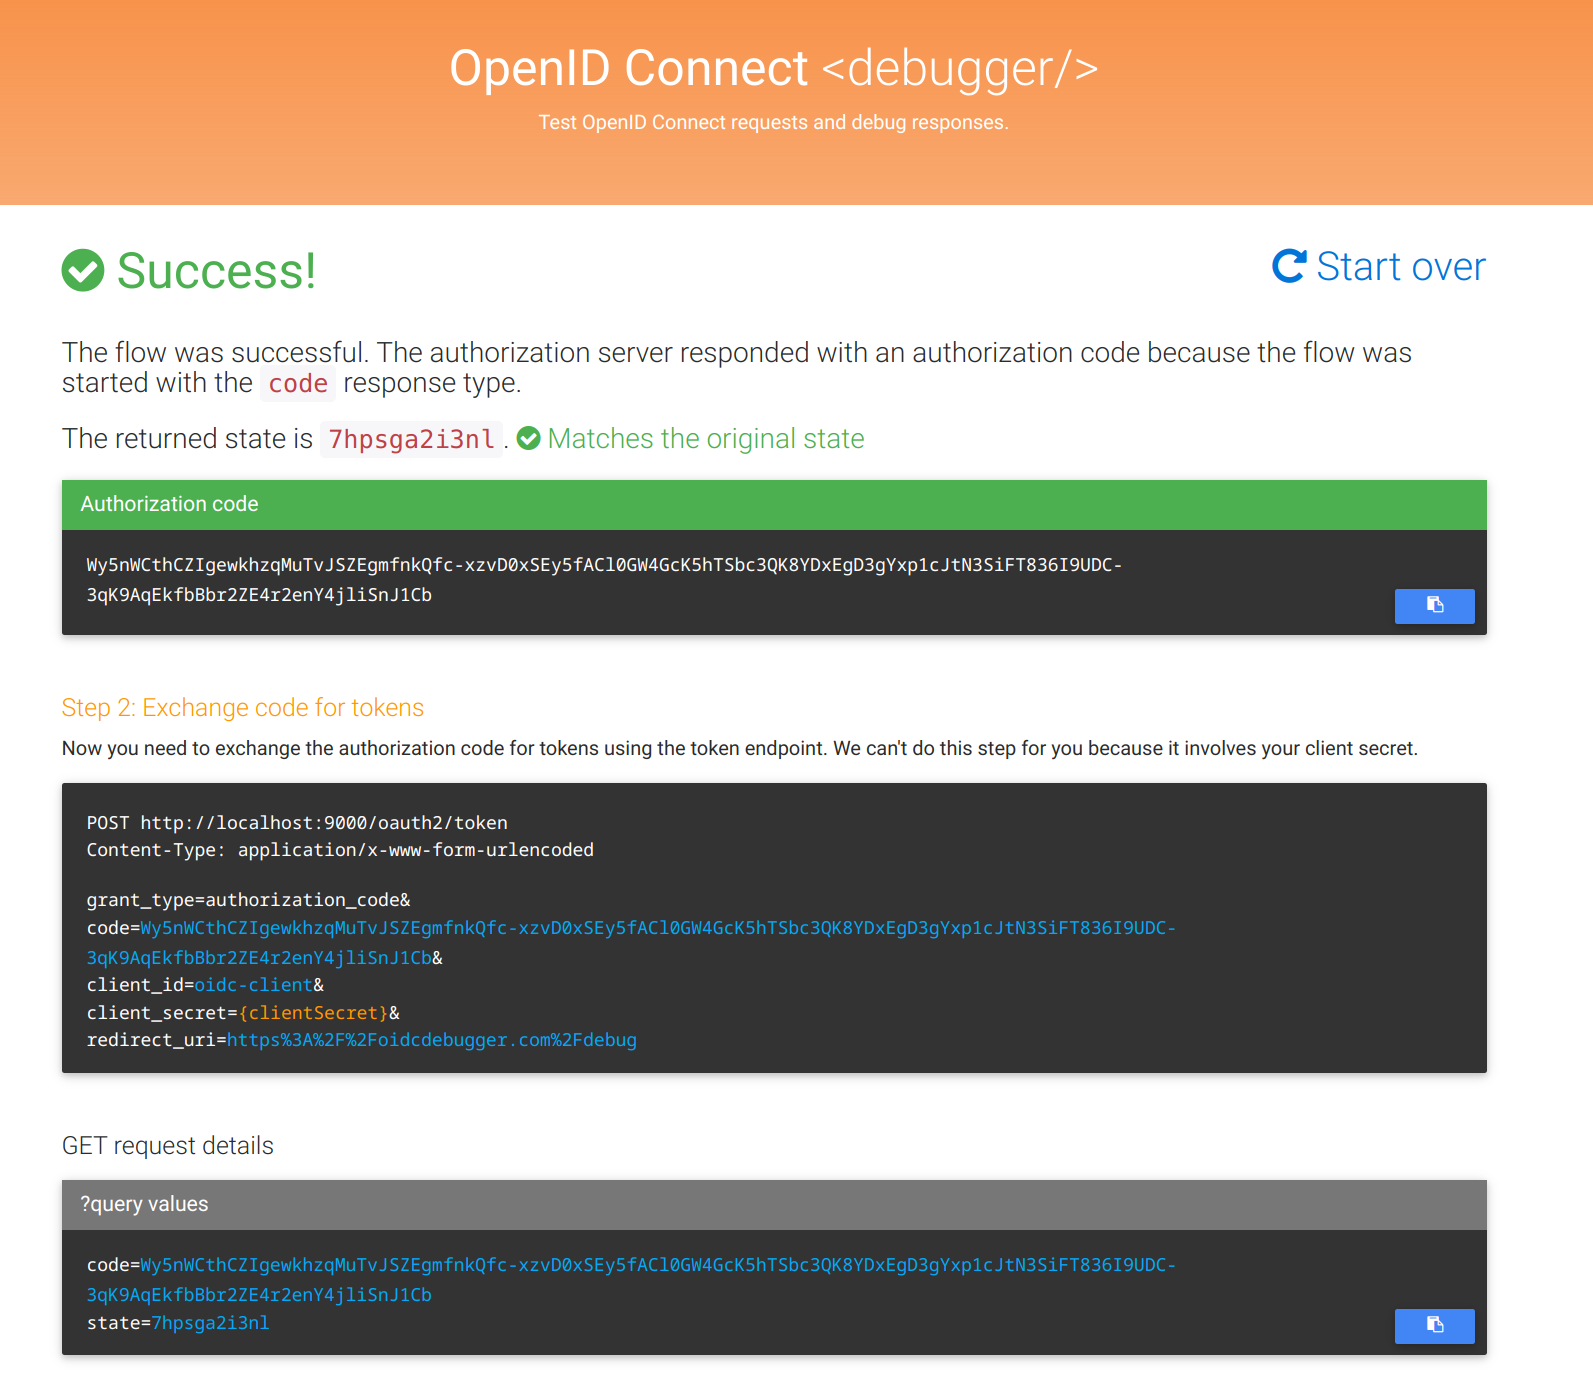 OpenID Connect <debugger/>
Test OpenID Connect requests and debug responses.
Success!
Start over
The flow was successful. The authorization server responded with an authorization code because the flow was
started with the code response type.
The returned state is 7hpsga2i3nl. Matches the original state
Authorization code
Wy5nWCthCZIgewkhzqMuTvJSZEgmfnkQfc-xzvD0xSEy5fACl0GW4GcK5hTSbc3QK8YDxEgD3gYxp1cJtN3SiFT836I9UDC-
3qK9AqEkfbBbr2ZE4r2enY4jliSnJ1Cb
Step 2: Exchange code for tokens
Now you need to exchange the authorization code for tokens using the token endpoint. We can't do this step for you because it involves your client secret.
POST http://localhost:9000/oauth2/token
Content-Type: application/x-www-form-urlencoded
grant_type=authorization_code&
code=Wy5nWCthCZIgewkhzqMuTvJSZEgmfnkQfc-xzvD0xSEy5fACl0GW4GcK5hTSbc3QK8YDxEgD3gYxp1cJtN3SiFT836I9UDC-
3qK9AqEkfbBbr2ZE4r2enY4jliSnJ1Cb&
client_id=oidc-client&
client_secret={clientSecret}&
redirect_uri=https%3A%2F%2Foidcdebugger.com%2Fdebug
GET request details
?query values
code=Wy5nWCthCZIgewkhzqMuTvJSZEgmfnkQfc-xzvD0xSEy5fACl0GW4GcK5hTSbc3QK8YDxEgD3gYxp1cJtN3SiFT836I9UDC-
3qK9AqEkfbBbr2ZE4r2enY4jliSnJ1Cb
state=7hpsga2i3nl